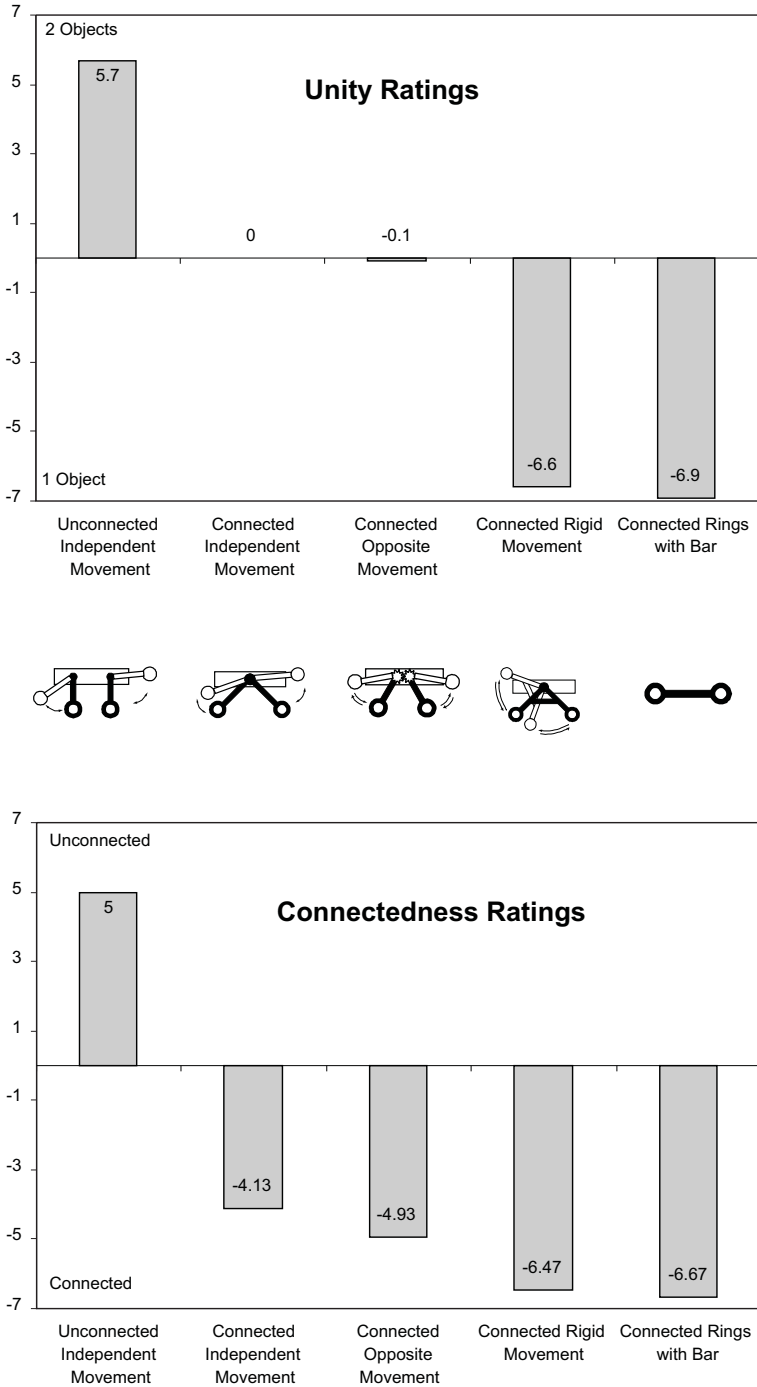 7
2 Objects
5.7
Unity Ratings
5
3
1
0
-0.1
-1
-3
-5
-6.6
-6.9
1 Object
-7
Unconnected Connected Connected Connected Rigid Connected Rings
Independent Independent Opposite Movement with Bar
Movement Movement Movement
7
Unconnected
5
5
Connectedness Ratings
3
1
-1
-3
-4.13
-4.93
-5
-6.47
-6.67
Connected
-7
Unconnected Connected Connected Connected Rigid Connected Rings
Independent Independent Opposite Movement with Bar
Movement Movement Movement